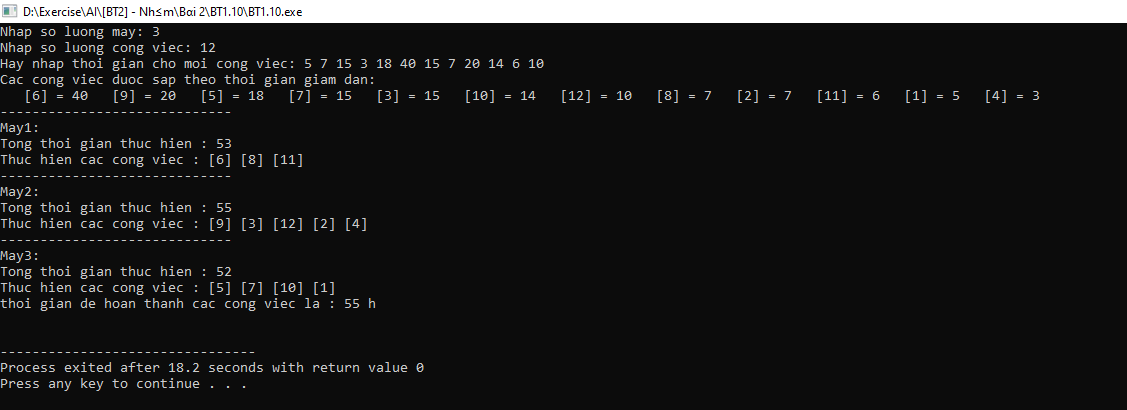 D:\Exercise\AI\[BT2] - Nh≤m\Bαi 2\BT1.10\BT1.10.exe
Nhap so luong may: 3
Nhap so luong cong viec: 12
Hay nhap thoi gian cho moi cong viec: 5 7 15 3 18 40 15 7 20 14 6 10
Cac cong viec duoc sap theo thoi gian giam dan:
   [6] = 40   [9] = 20   [5] = 18   [7] = 15   [3] = 15   [10] = 14   [12] = 10   [8] = 7   [2] = 7   [11] = 6   [1] = 5   [4] = 3
-----------------------------
May1:
Tong thoi gian thuc hien : 53
Thuc hien cac cong viec : [6] [8] [11]
-----------------------------
May2:
Tong thoi gian thuc hien : 55
Thuc hien cac cong viec : [9] [3] [12] [2] [4]
-----------------------------
May3:
Tong thoi gian thuc hien : 52
Thuc hien cac cong viec : [5] [7] [10] [1]
thoi gian de hoan thanh cac cong viec la : 55 h
--------------------------------
Process exited after 18.2 seconds with return value 0
Press any key to continue . . .